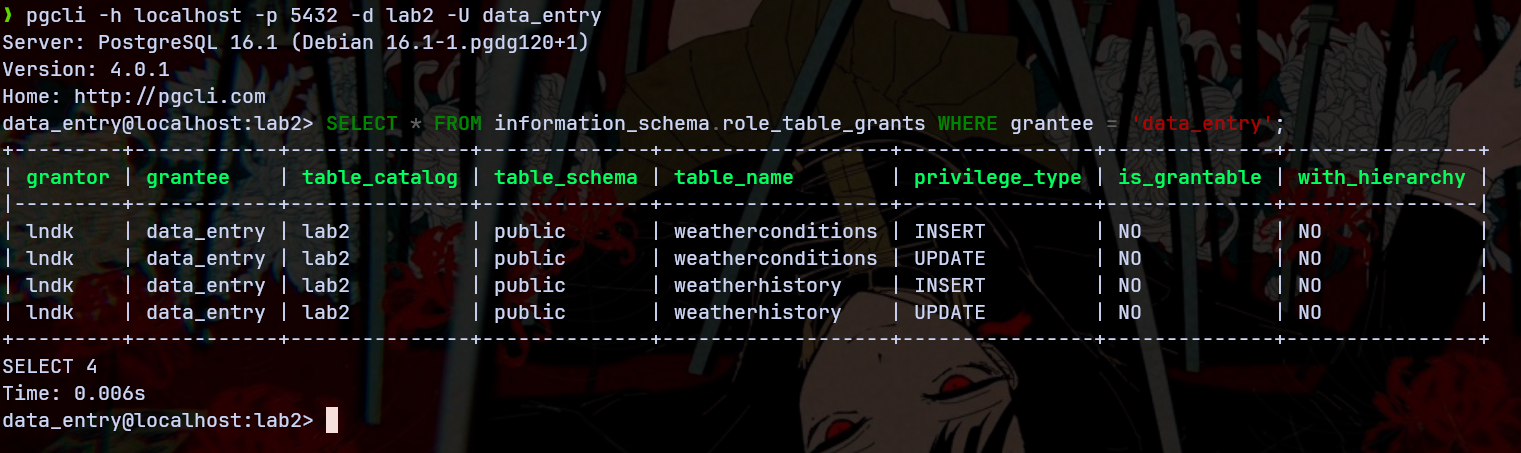 ❯ pgcli -h localhost -p 5432 -d lab2 -U data_entry
Server: PostgreSQL 16.1 (Debian 16.1-1.pgdg120+1)
Version: 4.0.1
Home: http://pgcli.com
data_entry@localhost:lab2> SELECT * FROM information_schema.role_table_grants WHERE grantee = 'data_entry';
+---------+------------+---------------+--------------+-------------------+----------------+--------------+----------------+
| grantor | grantee    | table_catalog | table_schema | table_name        | privilege_type | is_grantable | with_hierarchy |
|---------+------------+---------------+--------------+-------------------+----------------+--------------+----------------|
| lndk    | data_entry | lab2          | public       | weatherconditions | INSERT         | NO           | NO             |
| lndk    | data_entry | lab2          | public       | weatherconditions | UPDATE         | NO           | NO             |
| lndk    | data_entry | lab2          | public       | weatherhistory    | INSERT         | NO           | NO             |
| lndk    | data_entry | lab2          | public       | weatherhistory    | UPDATE         | NO           | NO             |
+---------+------------+---------------+--------------+-------------------+----------------+--------------+----------------+
SELECT 4
Time: 0.006s
data_entry@localhost:lab2>